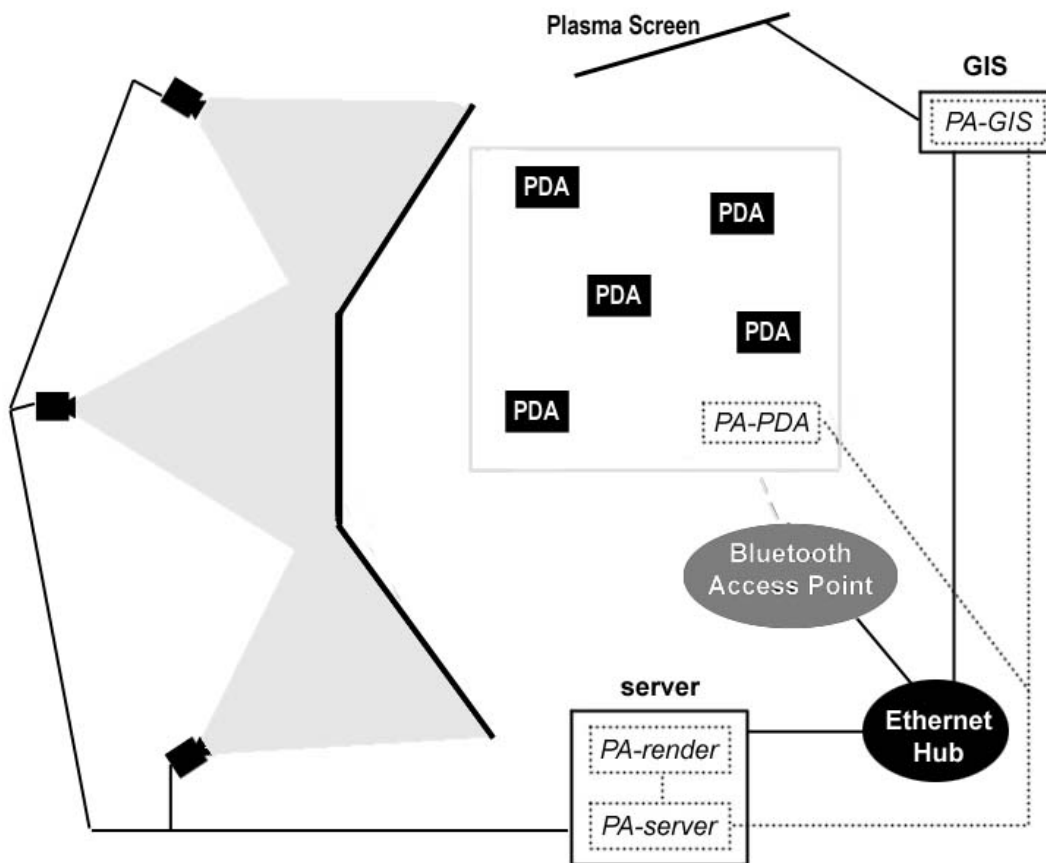 Plasma Screen
GIS
PA-GIS
PDA
PDA
PDA
PDA
PDA
PA-PDA
Bluetooth
Access Point
server
Ethernet
Hub
PA-render
PA-server